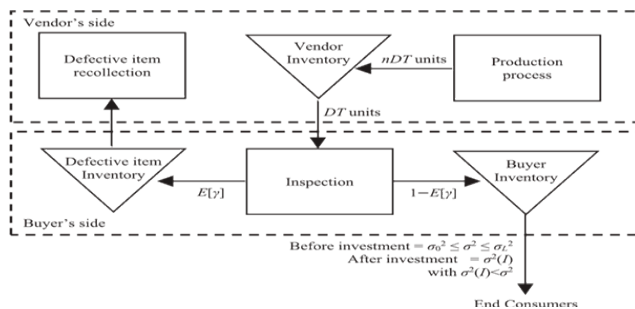 Vendor's side
Defective item
recollection
Vendor
Inventory
nDT units
Production
process
DT units
Defective item
Inventory
E[γ]
Inspection
1−E[γ]
Buyer
Inventory
Buyer's side
Before investment = σ₀² ≤ σ² ≤ σ_L²
After investment = σ²(I)
with σ²(I)<σ²
End Consumers